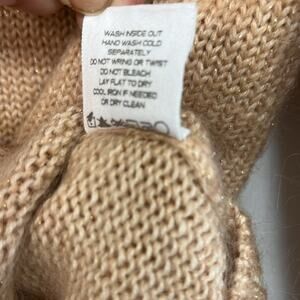 WASH INSIDE OUT
HAND WASH COLD
SEPARATELY
DO NOT WRING OR TWIST
DO NOT BLEACH
LAY FLAT TO DRY
COOL IRON IF NEEDED
OR DRY CLEAN